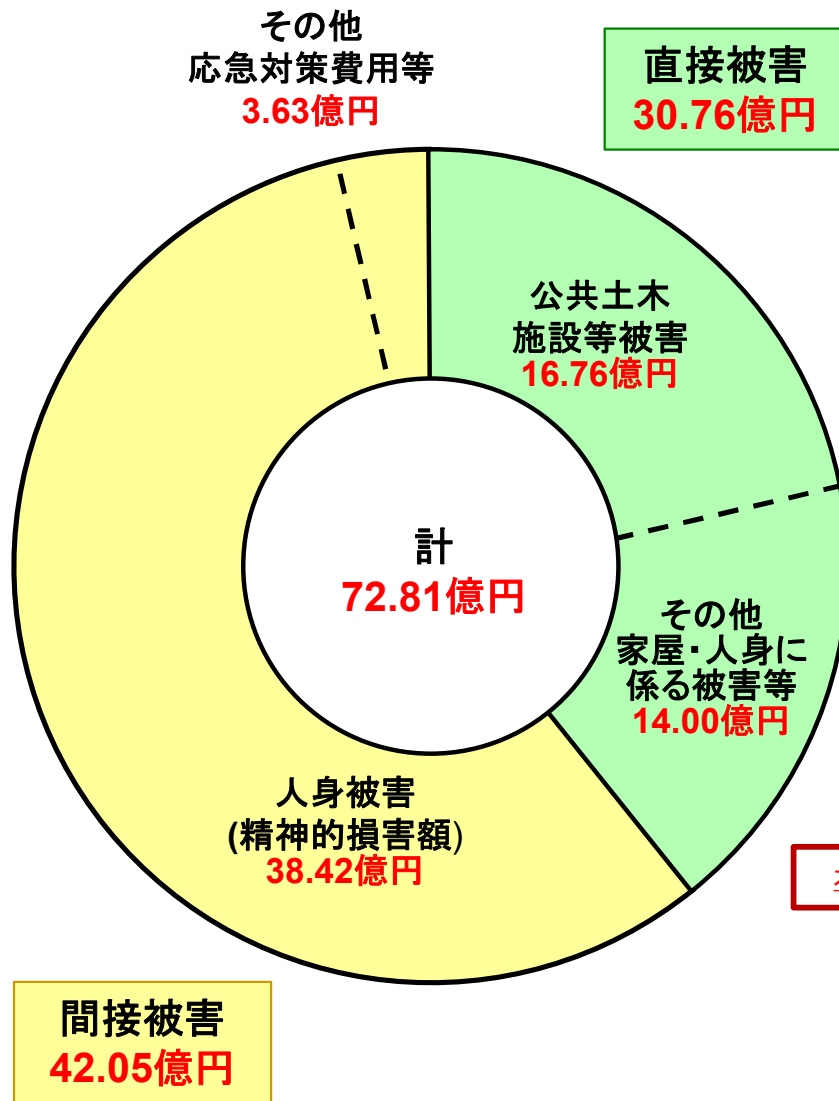 その他
応急対策費用等
3.63億円
直接被害
30.76億円
公共土木
施設等被害
16.76億円
計
72.81億円
その他
家屋・人身に
係る被害等
14.00億円
人身被害
(精神的損害額)
38.42億円
間接被害
42.05億円